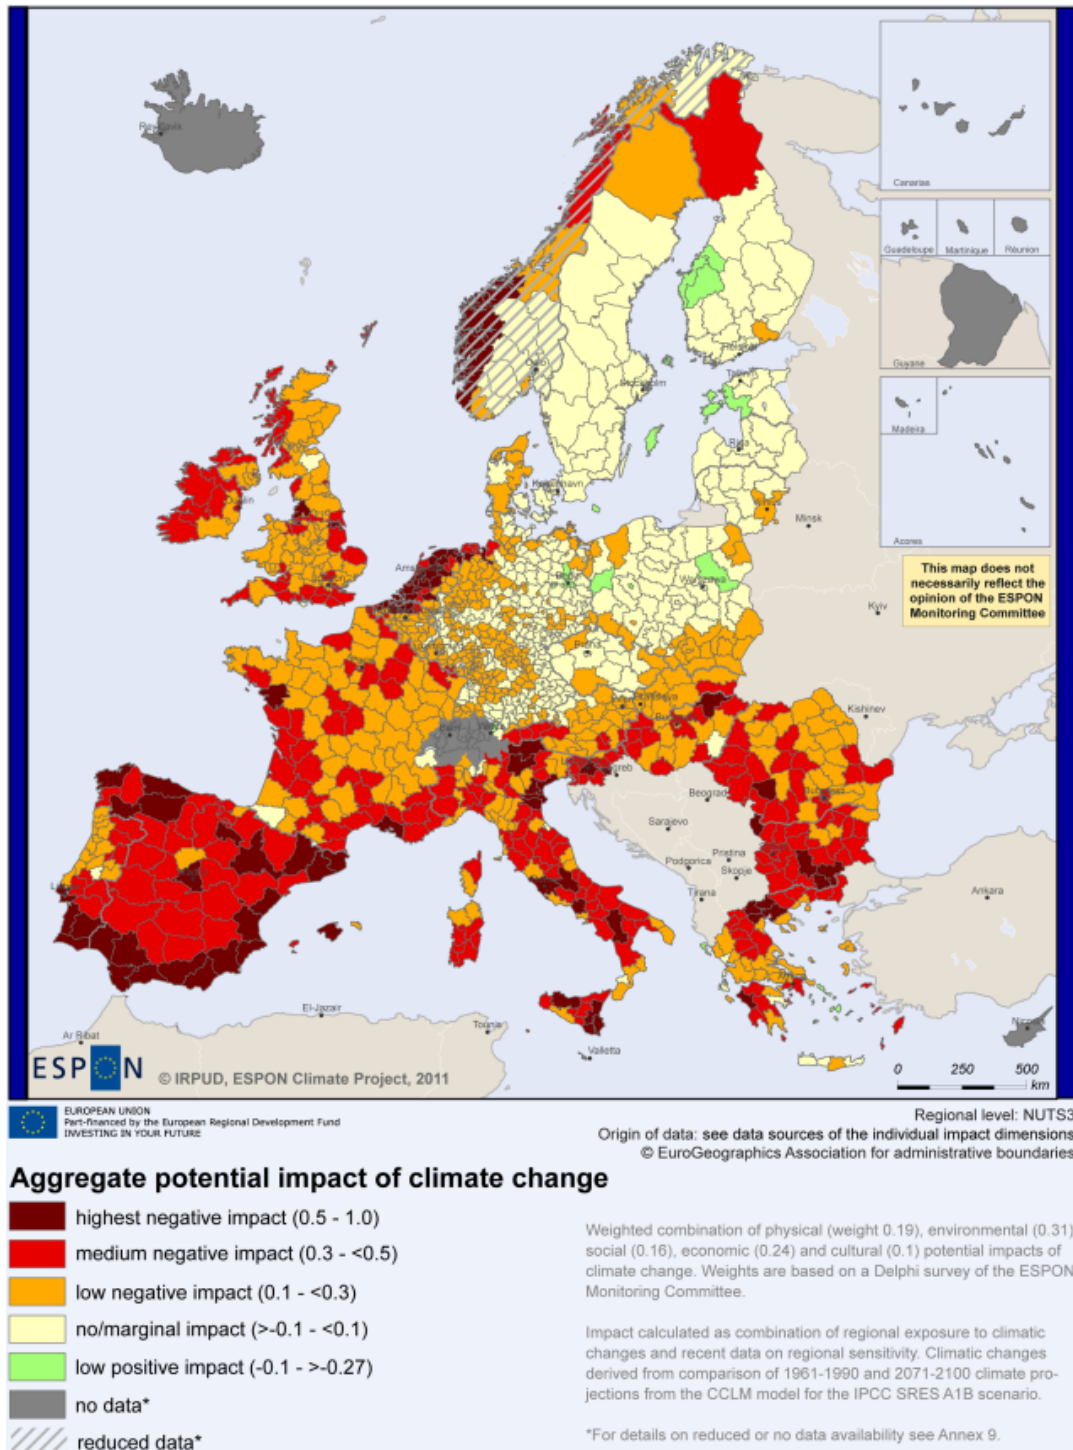 Reykjavik
Canarias
Guadeloupe
Martinique
Réunion
Guyane
Madeira
Acores
Helsinki
Tallinn
Stockholm
Riga
København
Minsk
Dublin
London
Warszawa
Praha
Kyiv
Kishinev
Zagreb
Beograd
Sarajevo
Pristina
Podgorica
Skopje
Tirana
Ankara
El-Jazair
Ar Ribat
Tounis
Valletta
Nicosia
This map does not
necessarily reflect the
opinion of the ESPON
Monitoring Committee
ESPON
© IRPUD, ESPON Climate Project, 2011
0 250 500
km
EUROPEAN UNION
Part-financed by the European Regional Development Fund
INVESTING IN YOUR FUTURE
Regional level: NUTS3
Origin of data: see data sources of the individual impact dimensions
© EuroGeographics Association for administrative boundaries
Aggregate potential impact of climate change
highest negative impact (0.5 - 1.0)
medium negative impact (0.3 - <0.5)
low negative impact (0.1 - <0.3)
no/marginal impact (>-0.1 - <0.1)
low positive impact (-0.1 - >-0.27)
no data*
reduced data*
Weighted combination of physical (weight 0.19), environmental (0.31)
social (0.16), economic (0.24) and cultural (0.1) potential impacts of
climate change. Weights are based on a Delphi survey of the ESPON
Monitoring Committee.
Impact calculated as combination of regional exposure to climatic
changes and recent data on regional sensitivity. Climatic changes
derived from comparison of 1961-1990 and 2071-2100 climate pro-
jections from the CCLM model for the IPCC SRES A1B scenario.
*For details on reduced or no data availability see Annex 9.